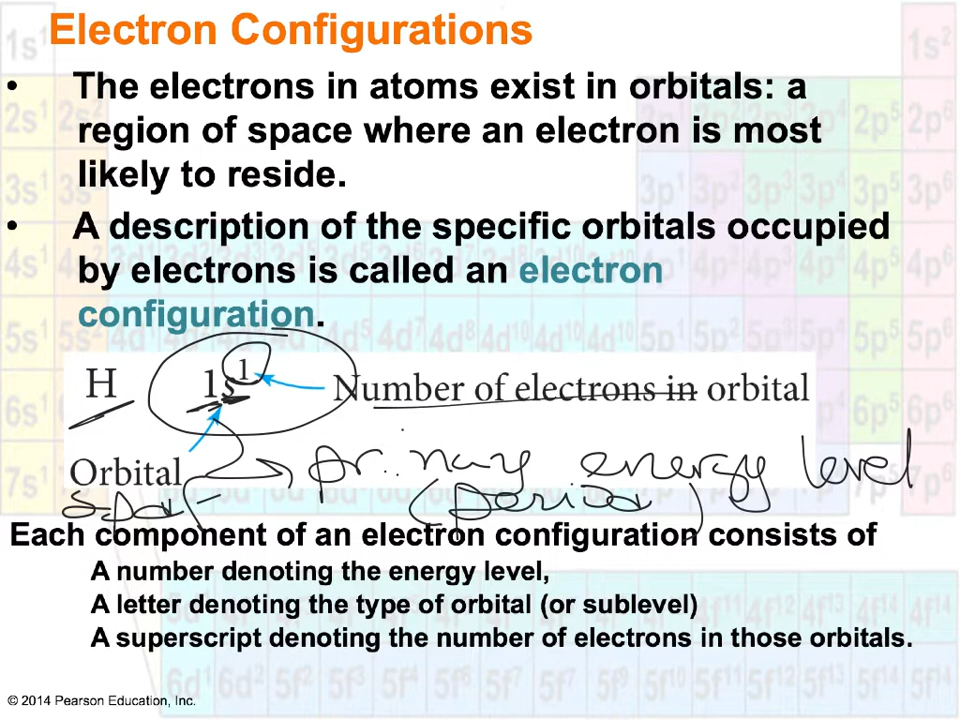 Electron Configurations
• The electrons in atoms exist in orbitals: a
region of space where an electron is most
likely to reside.
• A description of the specific orbitals occupied
by electrons is called an electron
configuration.
H 1s¹ Number of electrons in orbital
Orbital primary energy level
(period)
Each component of an electron configuration consists of
A number denoting the energy level,
A letter denoting the type of orbital (or sublevel)
A superscript denoting the number of electrons in those orbitals.
© 2014 Pearson Education, Inc.